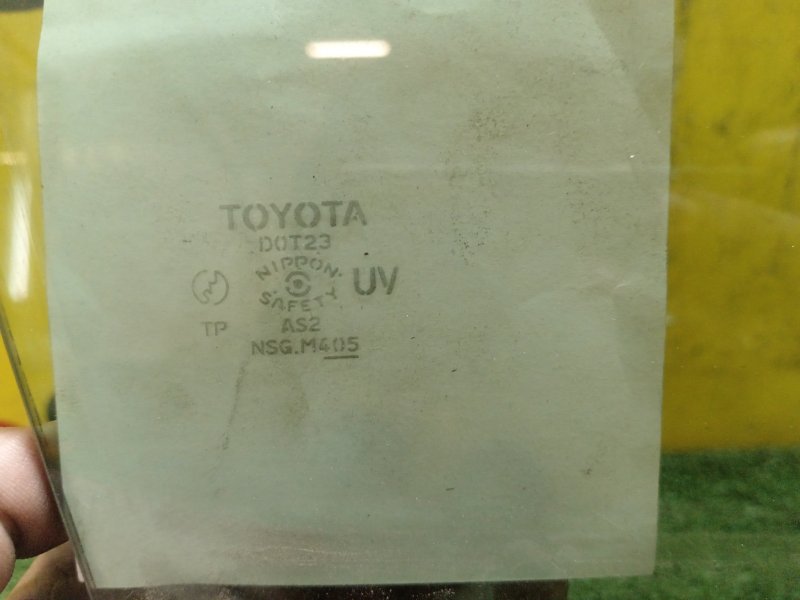 TOYOTA
DOT23
NIPPON
SAFETY
UV
TP
AS2
NSG.M405